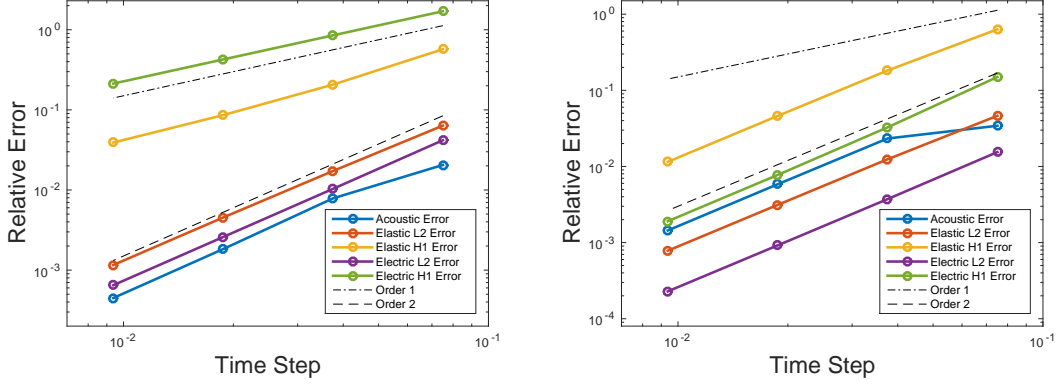 10^0
10^-1
10^-2
10^-3
Relative Error
Acoustic Error
Elastic L2 Error
Elastic H1 Error
Electric L2 Error
Electric H1 Error
Order 1
Order 2
10^-2
10^-1
Time Step
10^0
10^-1
10^-2
10^-3
10^-4
Relative Error
Acoustic Error
Elastic L2 Error
Elastic H1 Error
Electric L2 Error
Electric H1 Error
Order 1
Order 2
10^-2
10^-1
Time Step